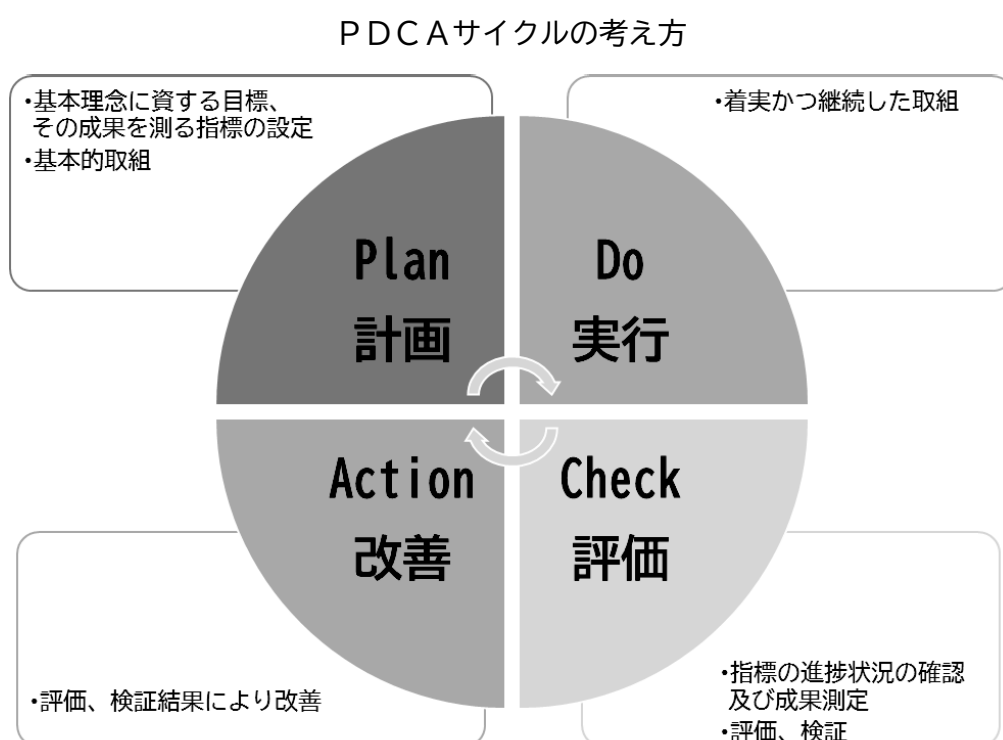 ＰＤＣＡサイクルの考え方
・基本理念に資する目標、
その成果を測る指標の設定
・基本的取組
・着実かつ継続した取組
Plan
計画
Do
実行
Action
改善
Check
評価
・評価、検証結果により改善
・指標の進捗状況の確認
及び成果測定
・評価、検証